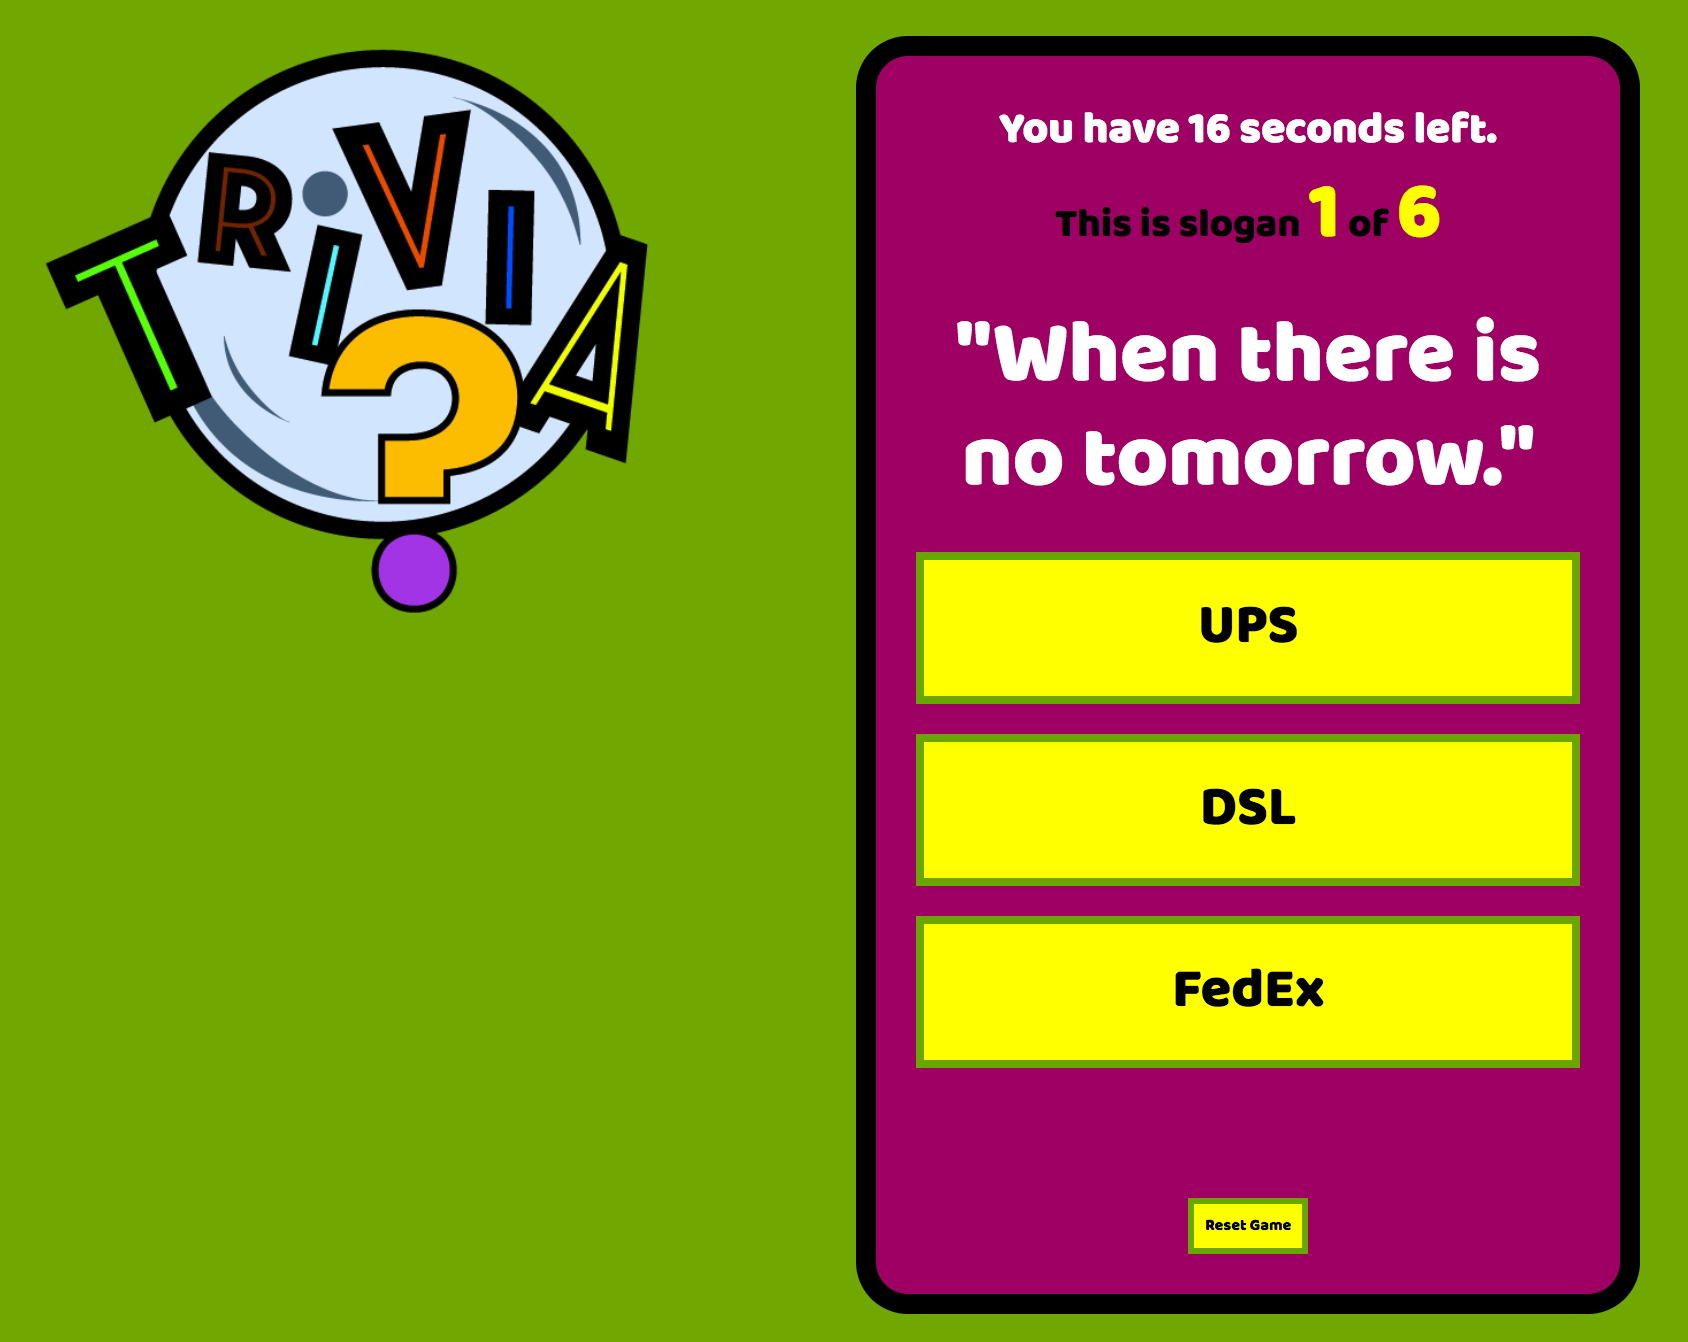 TRiVIA?
You have 16 seconds left.
This is slogan 1 of 6
"When there is
no tomorrow."
UPS
DSL
FedEx
Reset Game